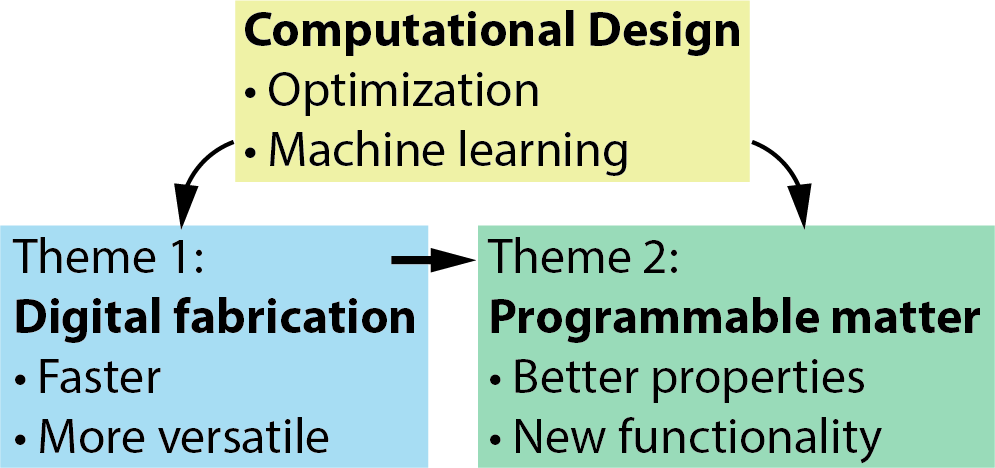 Computational Design
• Optimization
• Machine learning
Theme 1:
Digital fabrication
• Faster
• More versatile
Theme 2:
Programmable matter
• Better properties
• New functionality